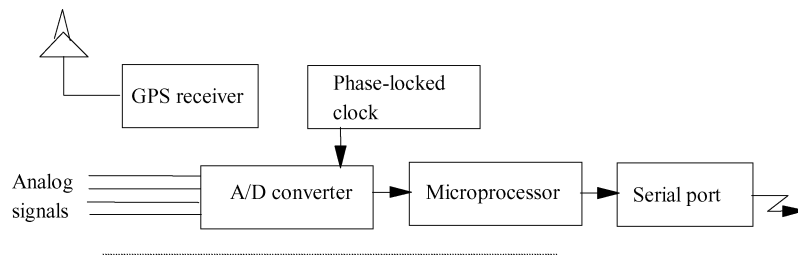 GPS receiver
Phase-locked
clock
Analog
signals
A/D converter
Microprocessor
Serial port